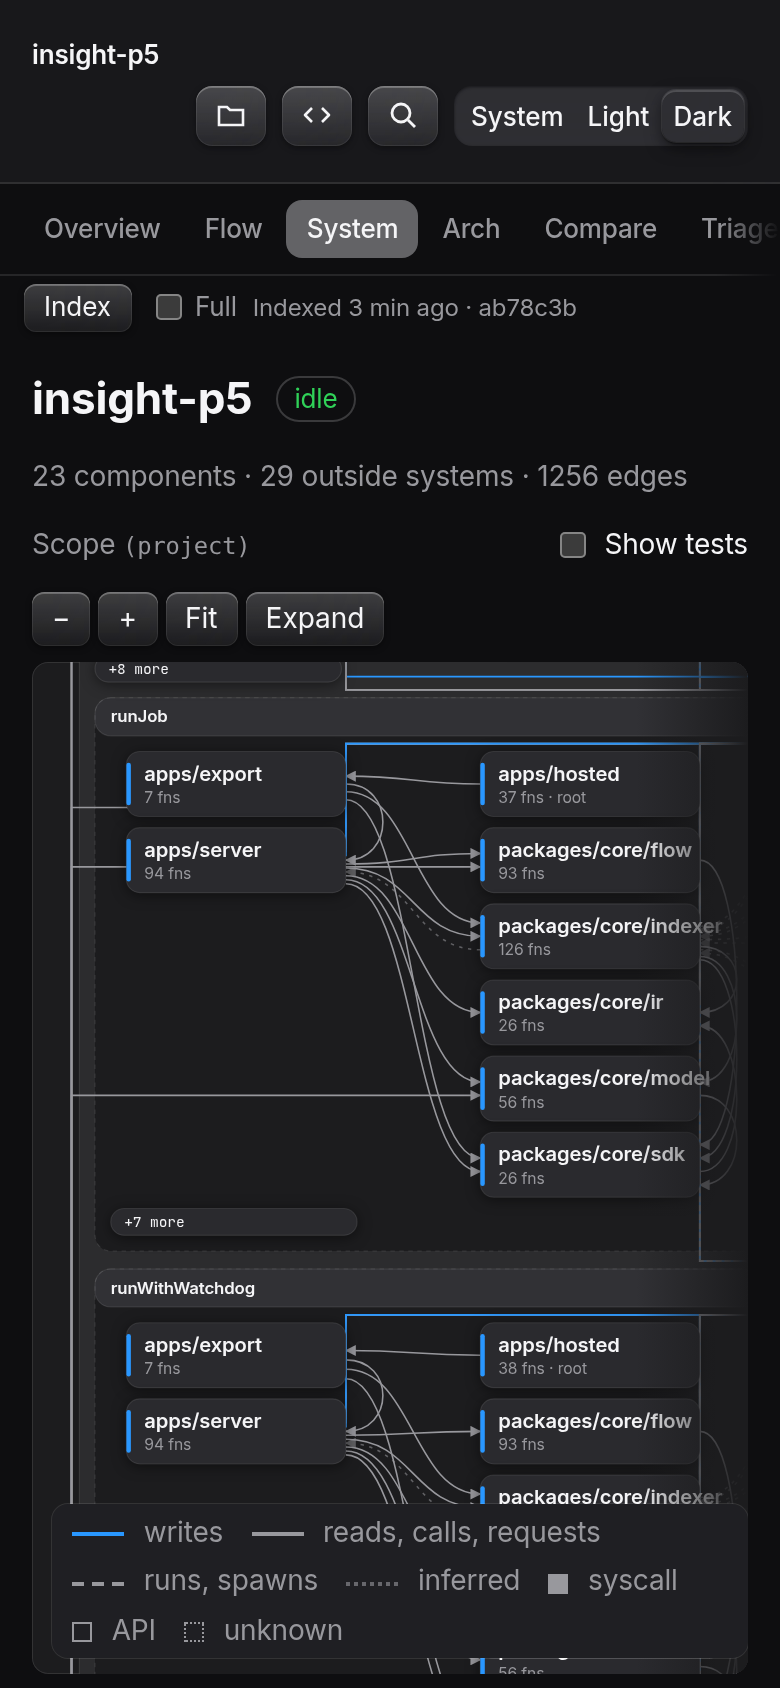 insight-p5
System Light Dark
Overview Flow System Arch Compare Triage
Index Full Indexed 3 min ago · ab78c3b
insight-p5 idle
23 components · 29 outside systems · 1256 edges
Scope (project) Show tests
− + Fit Expand
+8 more
runJob
apps/export apps/hosted
7 fns 37 fns · root
apps/server packages/core/flow
94 fns 93 fns
packages/core/indexer
126 fns
packages/core/ir
26 fns
packages/core/model
56 fns
packages/core/sdk
26 fns
+7 more
runWithWatchdog
apps/export apps/hosted
7 fns 38 fns · root
apps/server packages/core/flow
94 fns 93 fns
packages/core/indexer
writes reads, calls, requests
runs, spawns inferred syscall
API unknown
56 fns